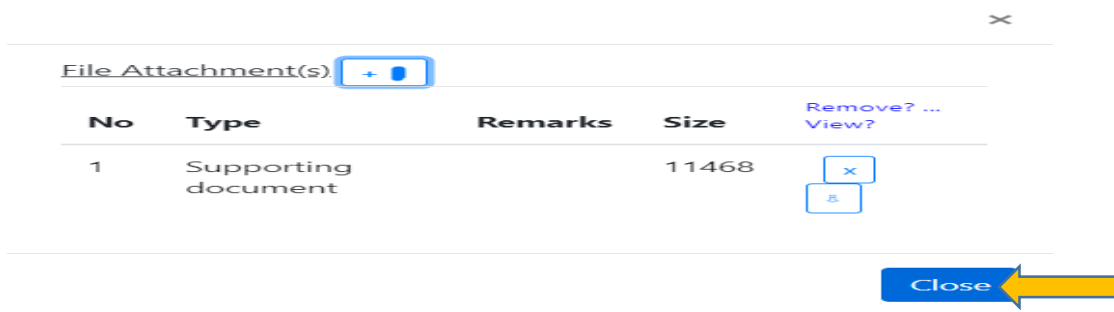 ×
File Attachment(s) +
No Type Remarks Size Remove? ... View?
1 Supporting document 11468 x
Close